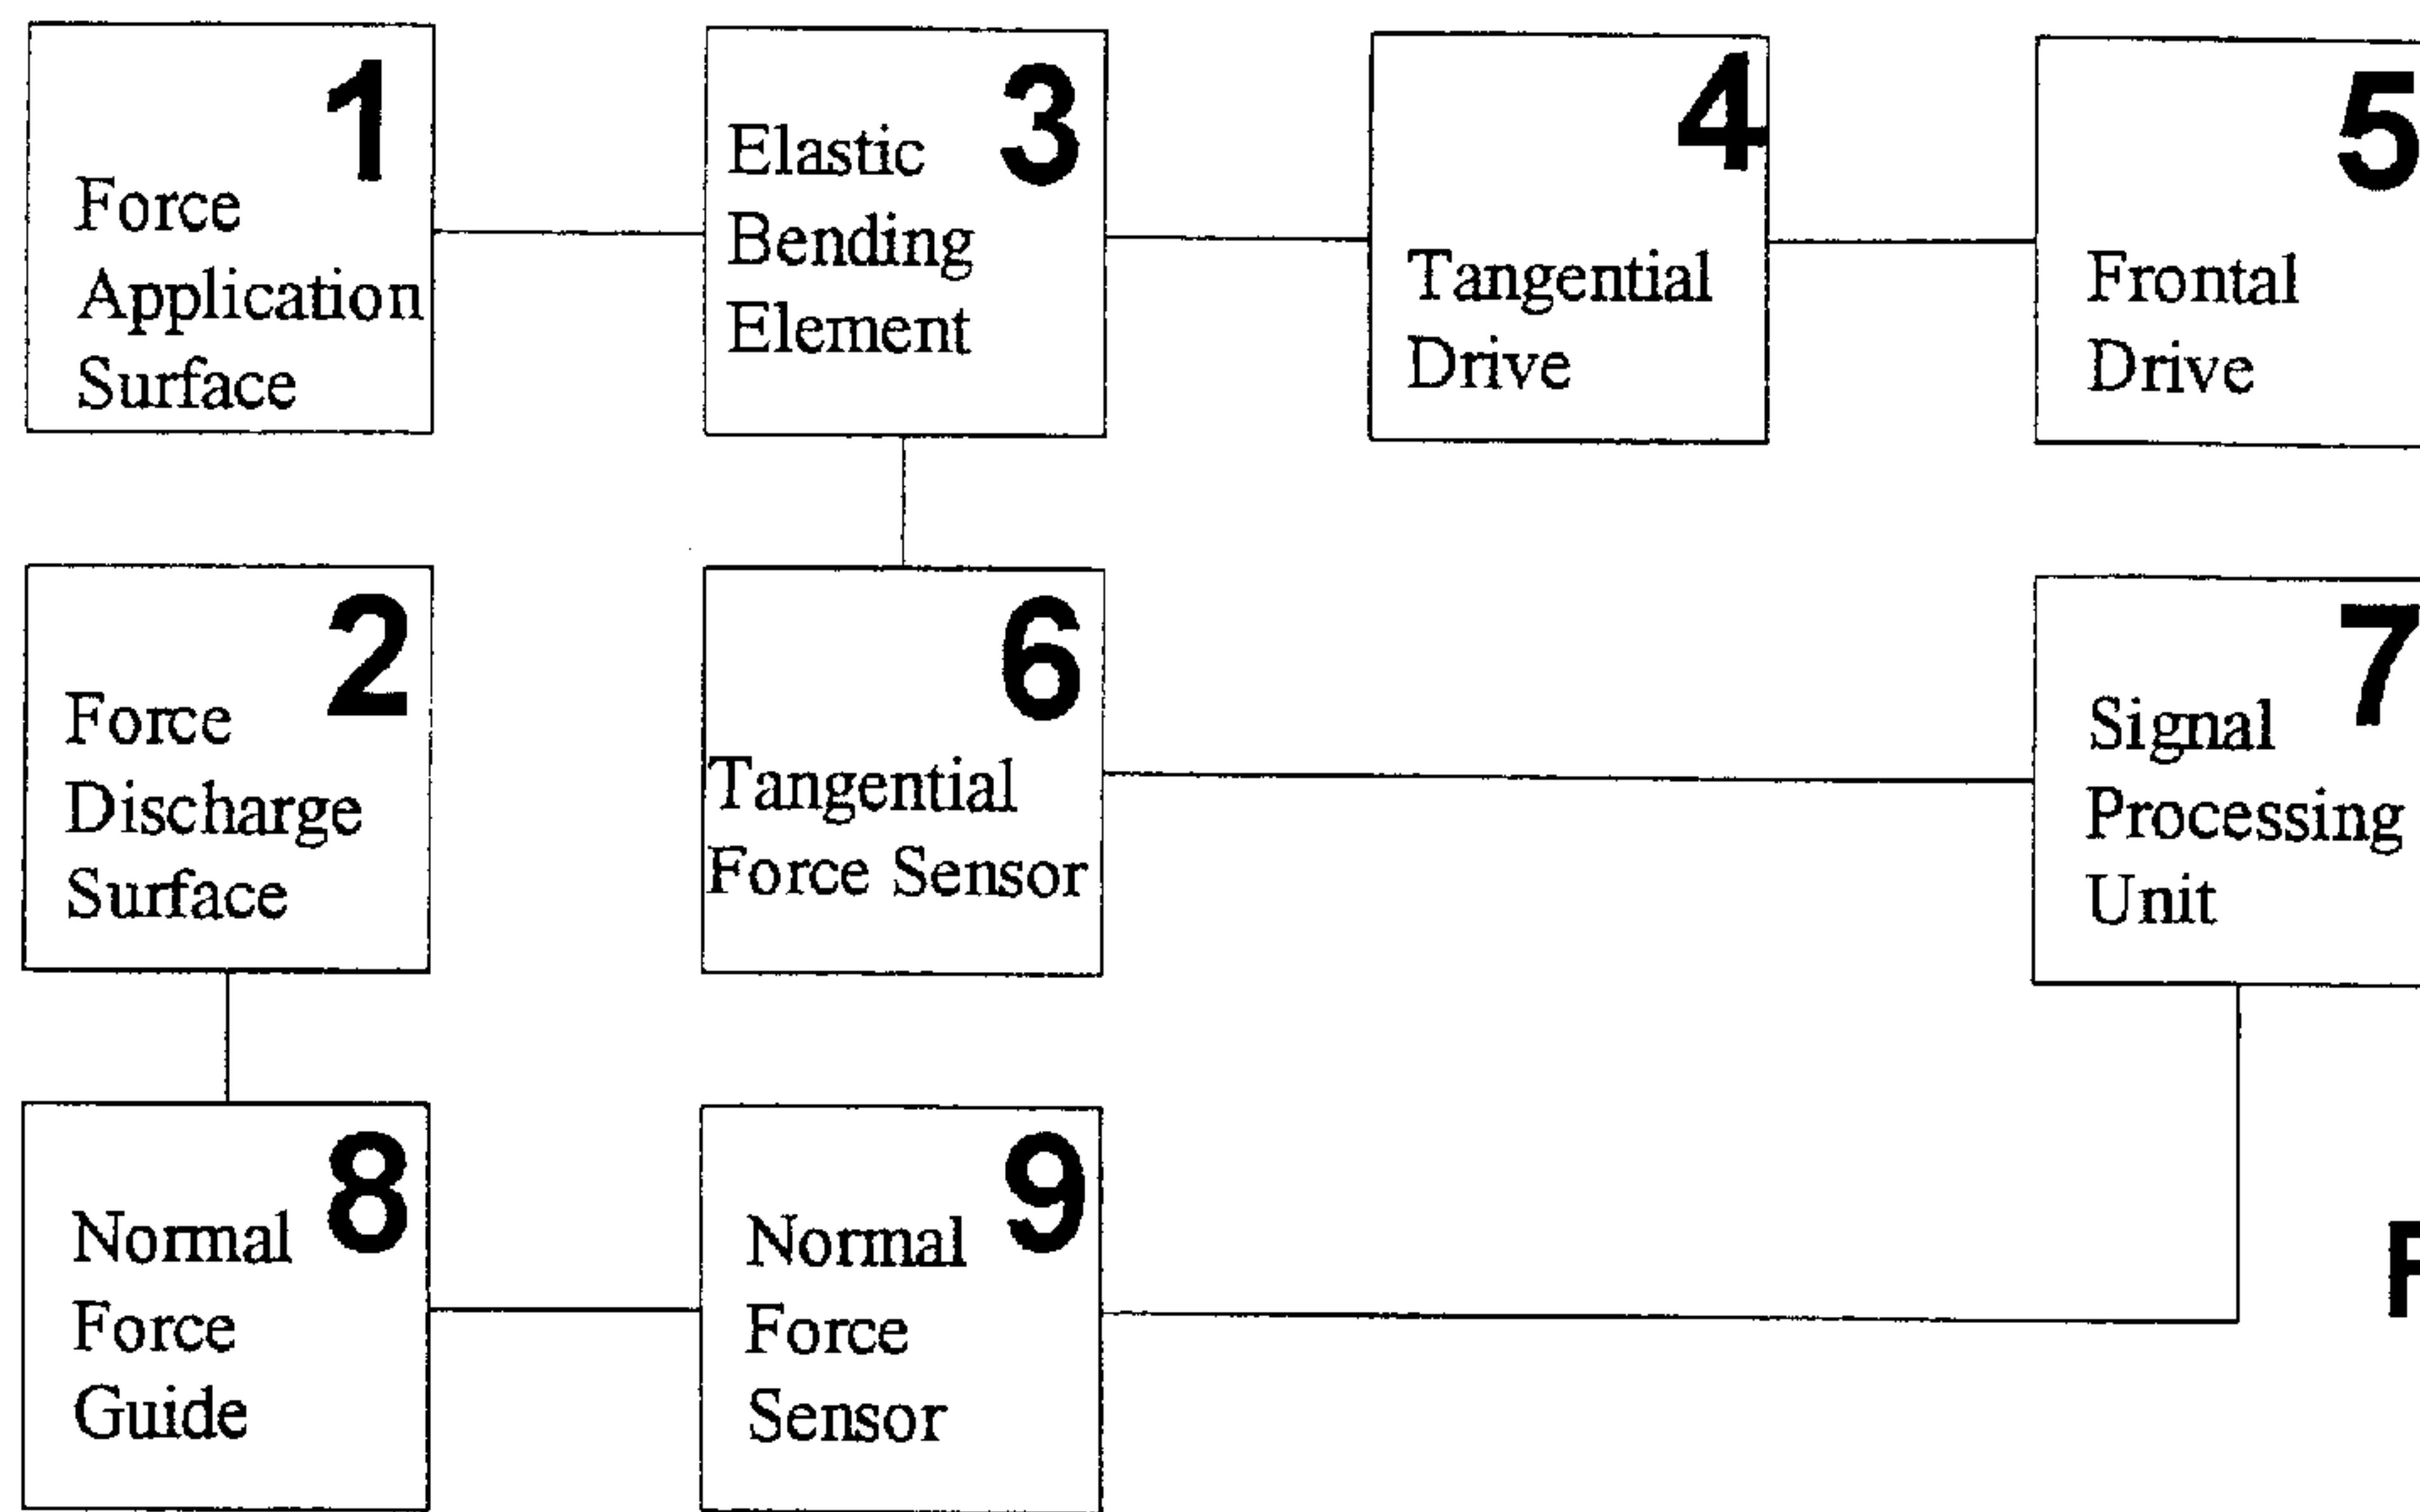 1
Force
Application
Surface
3
Elastic
Bending
Element
4
Tangential
Drive
5
Frontal
Drive
2
Force
Discharge
Surface
6
Tangential
Force Sensor
7
Signal
Processing
Unit
8
Normal
Force
Guide
9
Normal
Force
Sensor